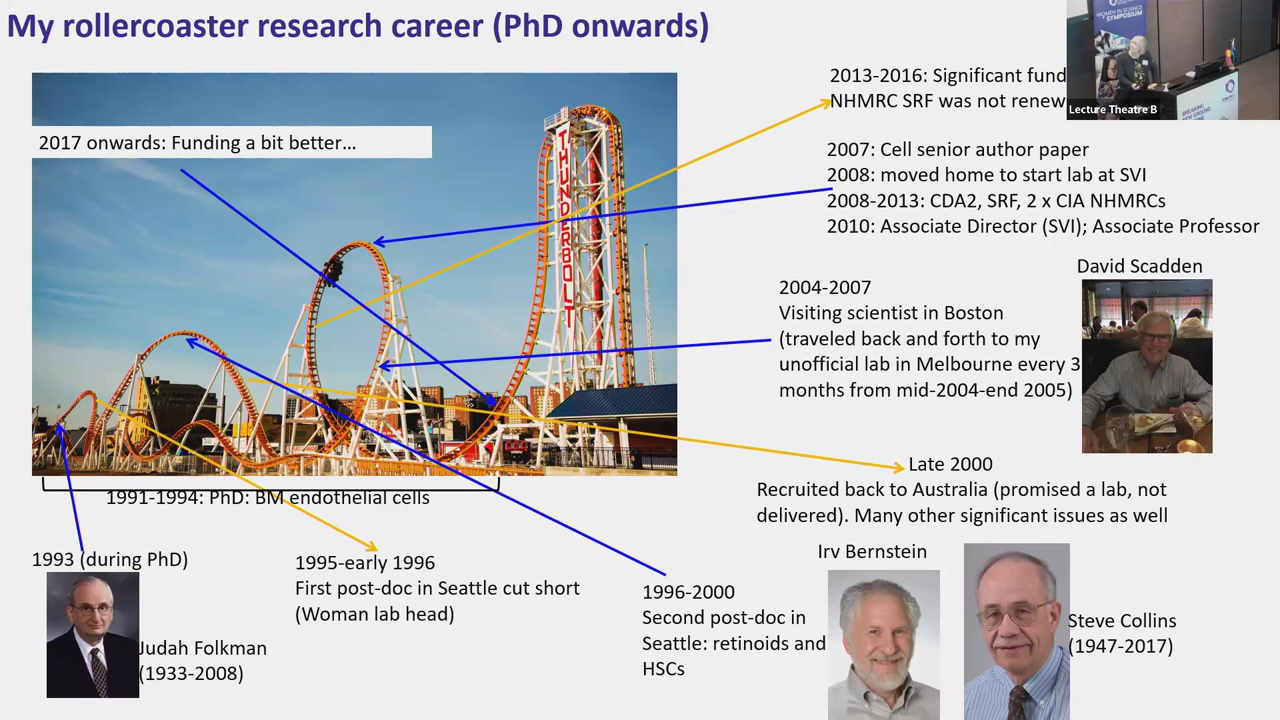 My rollercoaster research career (PhD onwards)
WOMEN IN SCIENCE
SYMPOSIUM
Lecture Theatre B
BREAKING
NEW GROUND
2013-2016: Significant fund
NHMRC SRF was not renew
2017 onwards: Funding a bit better...
THUNDERBOLT
2007: Cell senior author paper
2008: moved home to start lab at SVI
2008-2013: CDA2, SRF, 2 x CIA NHMRCs
2010: Associate Director (SVI); Associate Professor
David Scadden
2004-2007
Visiting scientist in Boston
(traveled back and forth to my
unofficial lab in Melbourne every 3
months from mid-2004-end 2005)
Late 2000
Recruited back to Australia (promised a lab, not
delivered). Many other significant issues as well
1991-1994: PhD: BM endothelial cells
1993 (during PhD)
Judah Folkman
(1933-2008)
1995-early 1996
First post-doc in Seattle cut short
(Woman lab head)
1996-2000
Second post-doc in
Seattle: retinoids and
HSCs
Irv Bernstein
Steve Collins
(1947-2017)